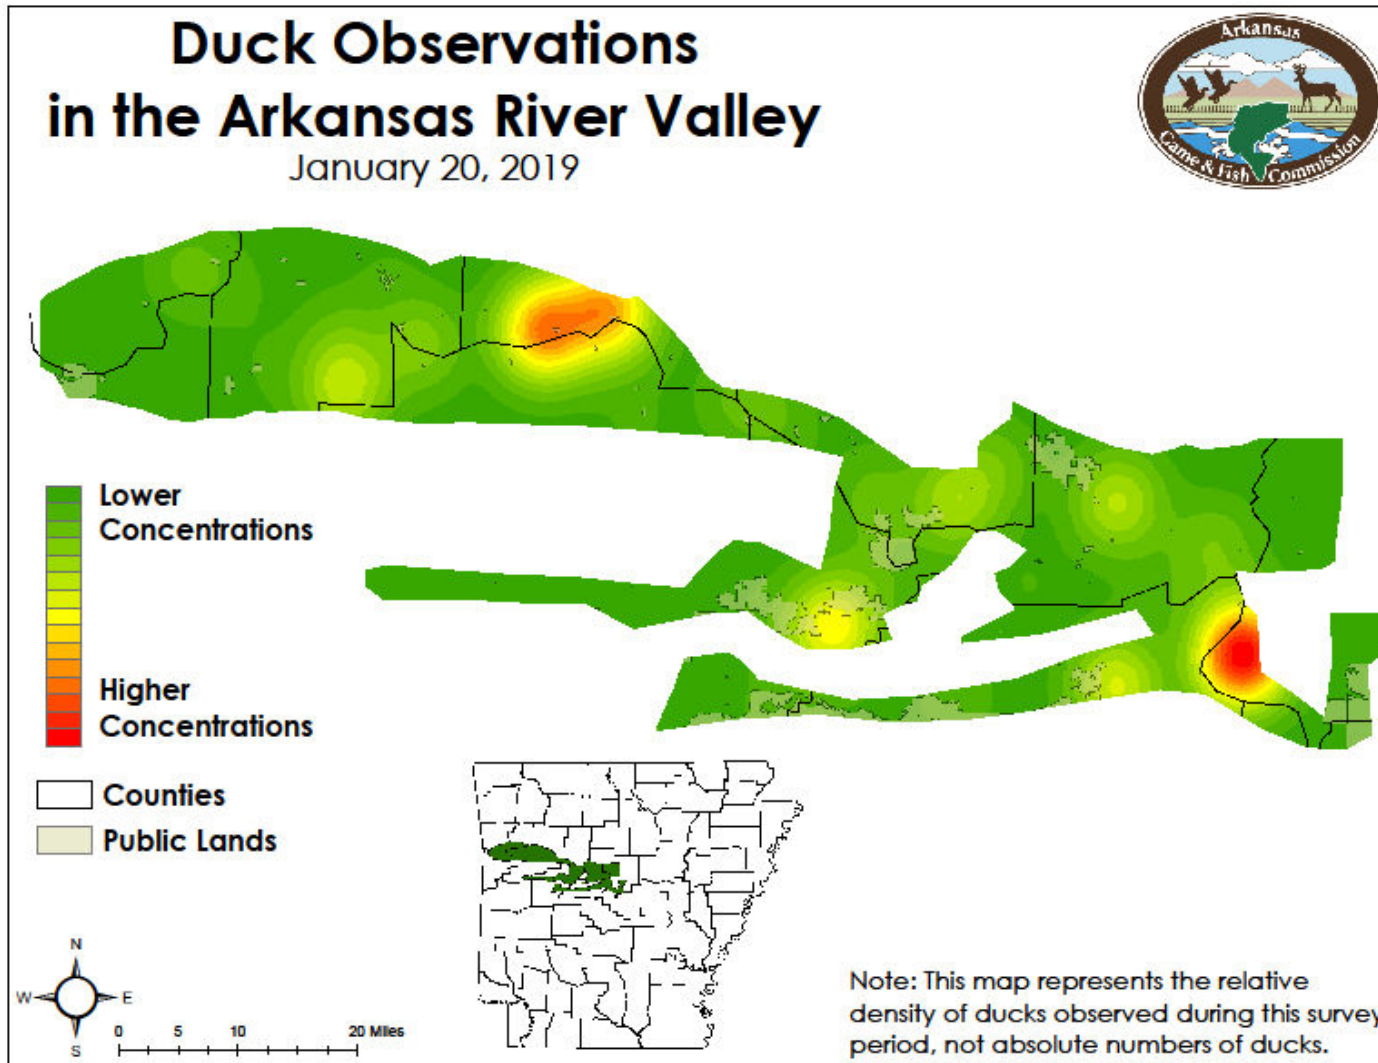 Duck Observations
in the Arkansas River Valley
January 20, 2019
Arkansas
Game & Fish Commission
Lower
Concentrations
Higher
Concentrations
Counties
Public Lands
N
W E
S
0 5 10 20 Miles
Note: This map represents the relative
density of ducks observed during this survey
period, not absolute numbers of ducks.